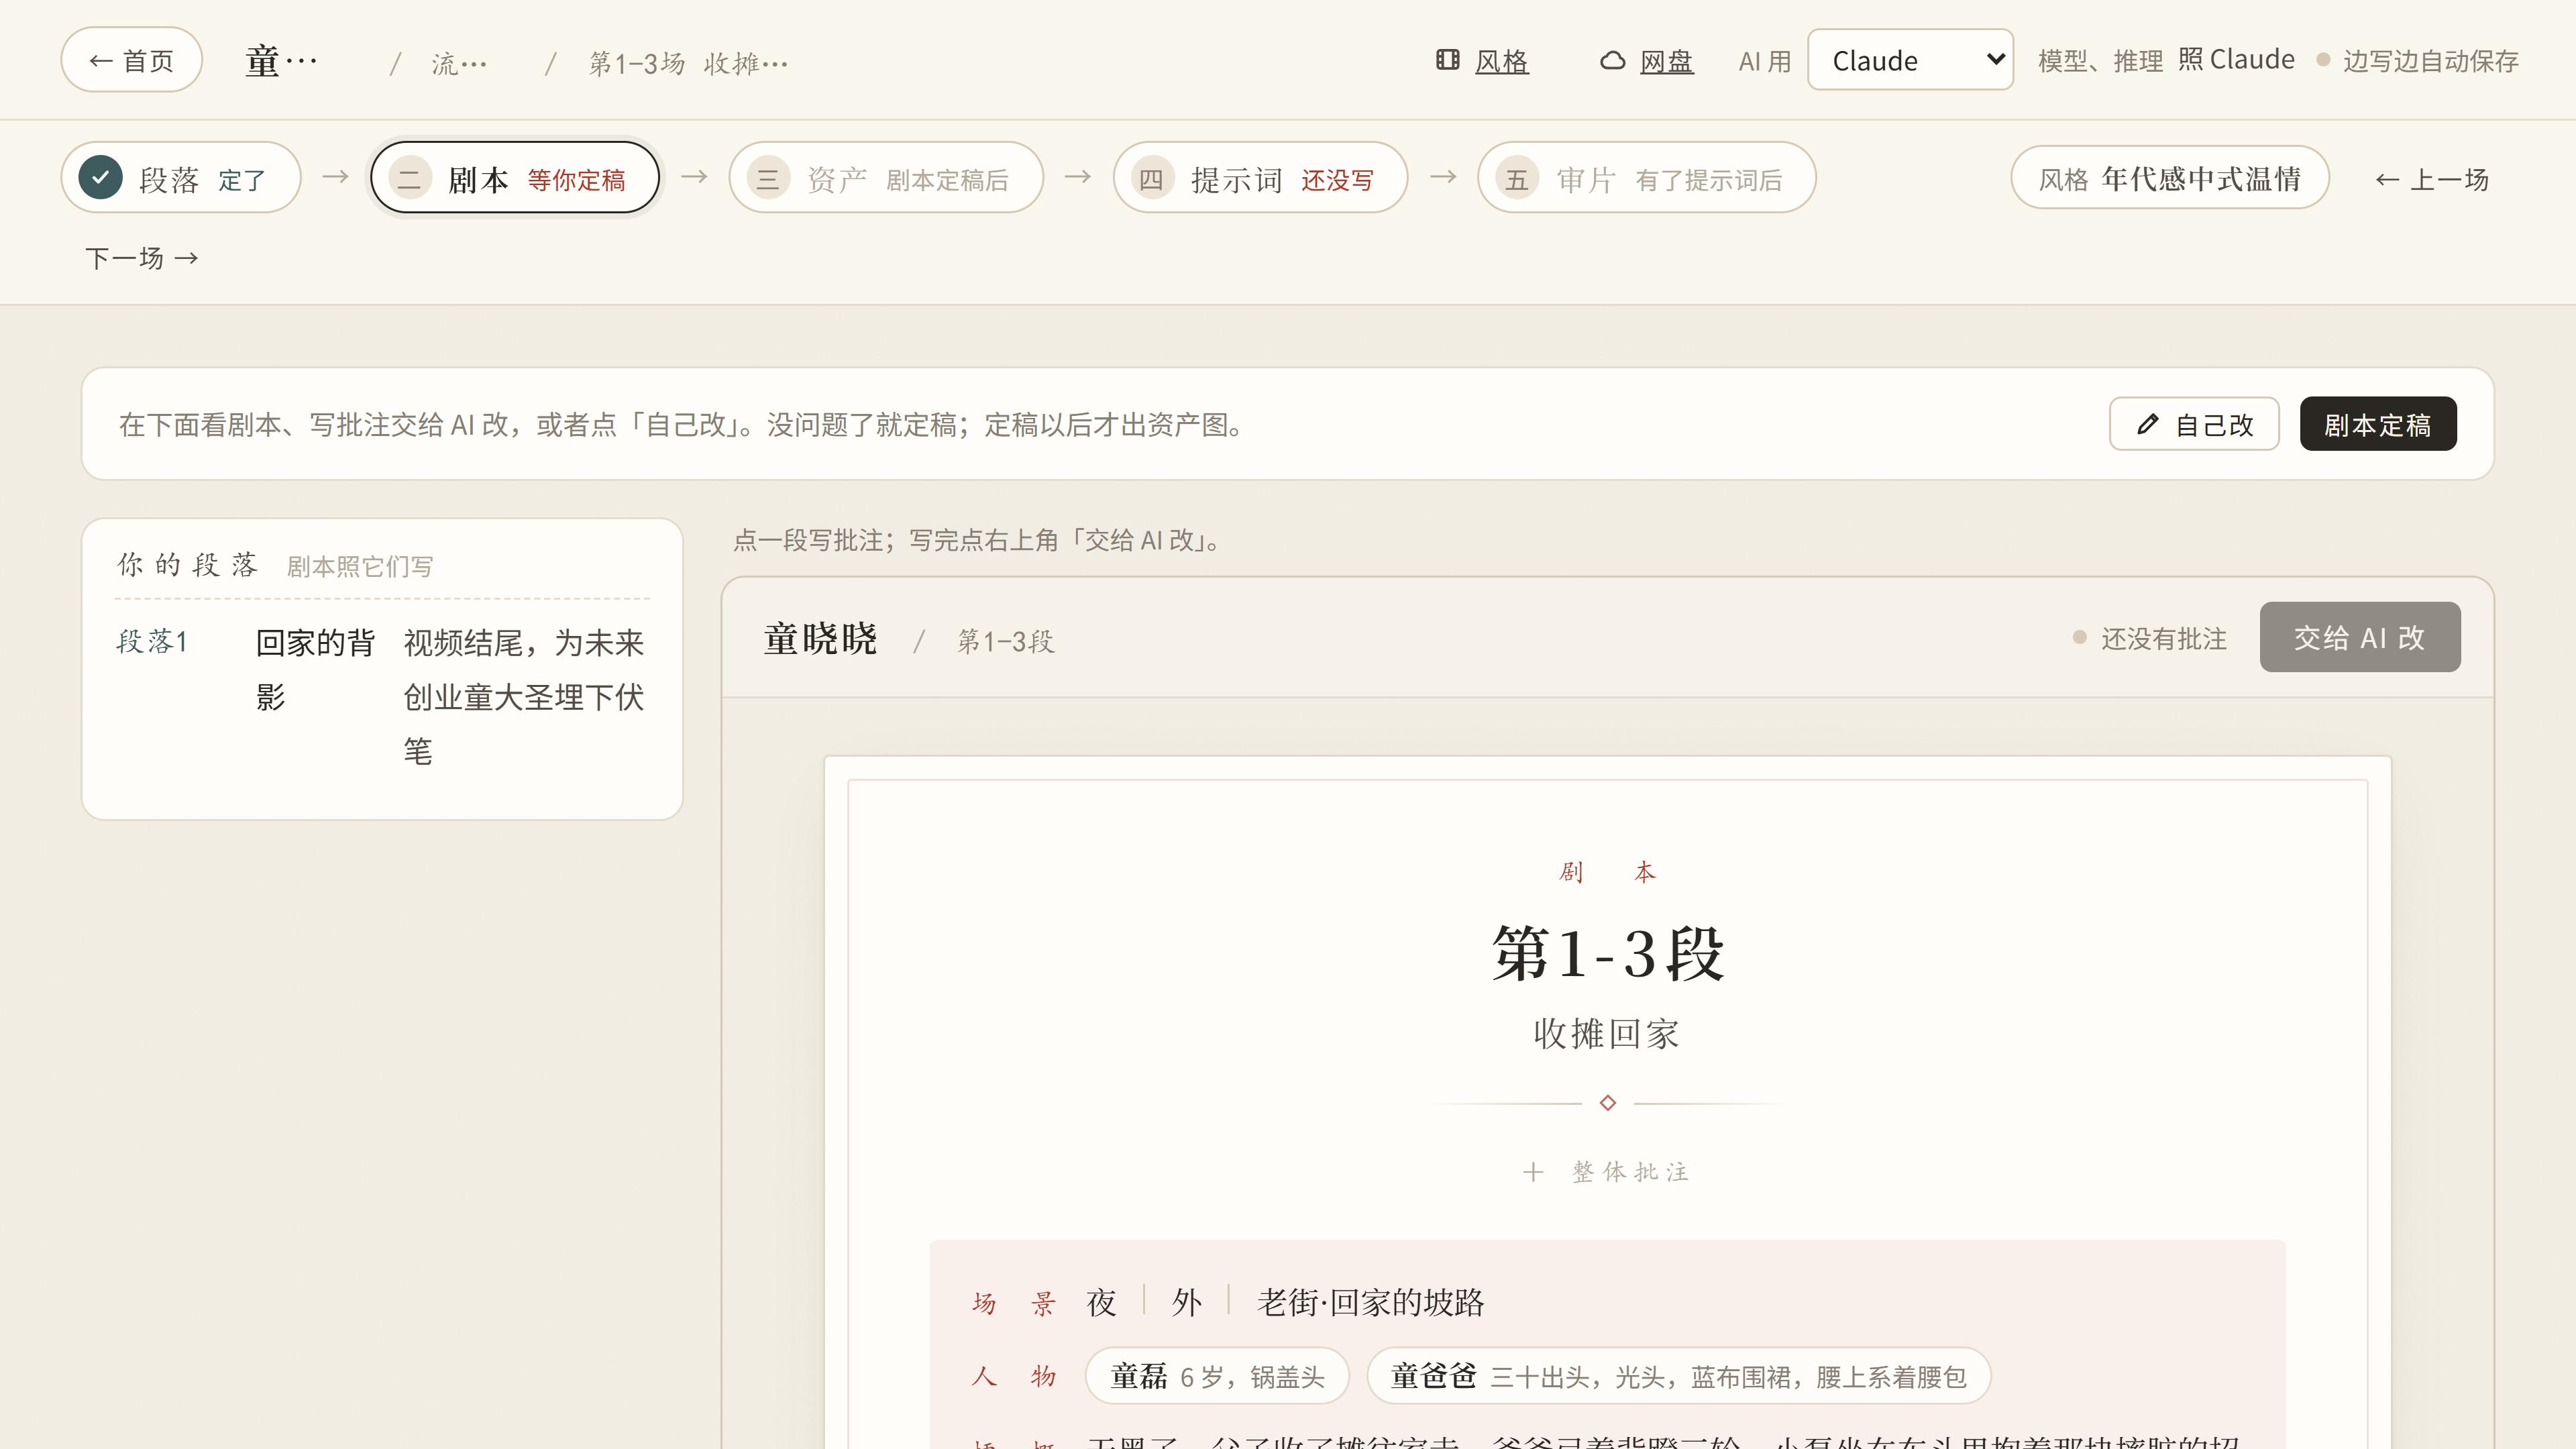 ← 首页 童… / 流… / 第1-3场 收摊… 风格 网盘 AI 用 Claude 模型、推理 照 Claude 边写边自动保存
段落 定了 → 二 剧本 等你定稿 → 三 资产 剧本定稿后 → 四 提示词 还没写 → 五 审片 有了提示词后 风格 年代感中式温情 ← 上一场
下一场 →
在下面看剧本、写批注交给 AI 改，或者点「自己改」。没问题了就定稿；定稿以后才出资产图。 自己改 剧本定稿
你的段落 剧本照它们写
段落1 回家的背影 视频结尾，为未来创业童大圣埋下伏笔
点一段写批注；写完点右上角「交给 AI 改」。
童晓晓 / 第1-3段 还没有批注 交给 AI 改
剧 本
第1-3段
收摊回家
＋ 整体批注
场 景 夜 外 老街·回家的坡路
人 物 童磊 6 岁，锅盖头 童爸爸 三十出头，光头，蓝布围裙，腰上系着腰包